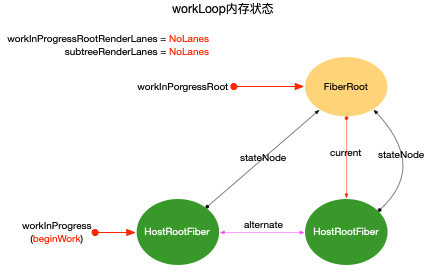 workLoop内存状态
workInProgressRootRenderLanes = NoLanes
subtreeRenderLanes = NoLanes
workInPorgressRoot
FiberRoot
current
stateNode
stateNode
workInProgress
(beginWork)
HostRootFiber
alternate
HostRootFiber